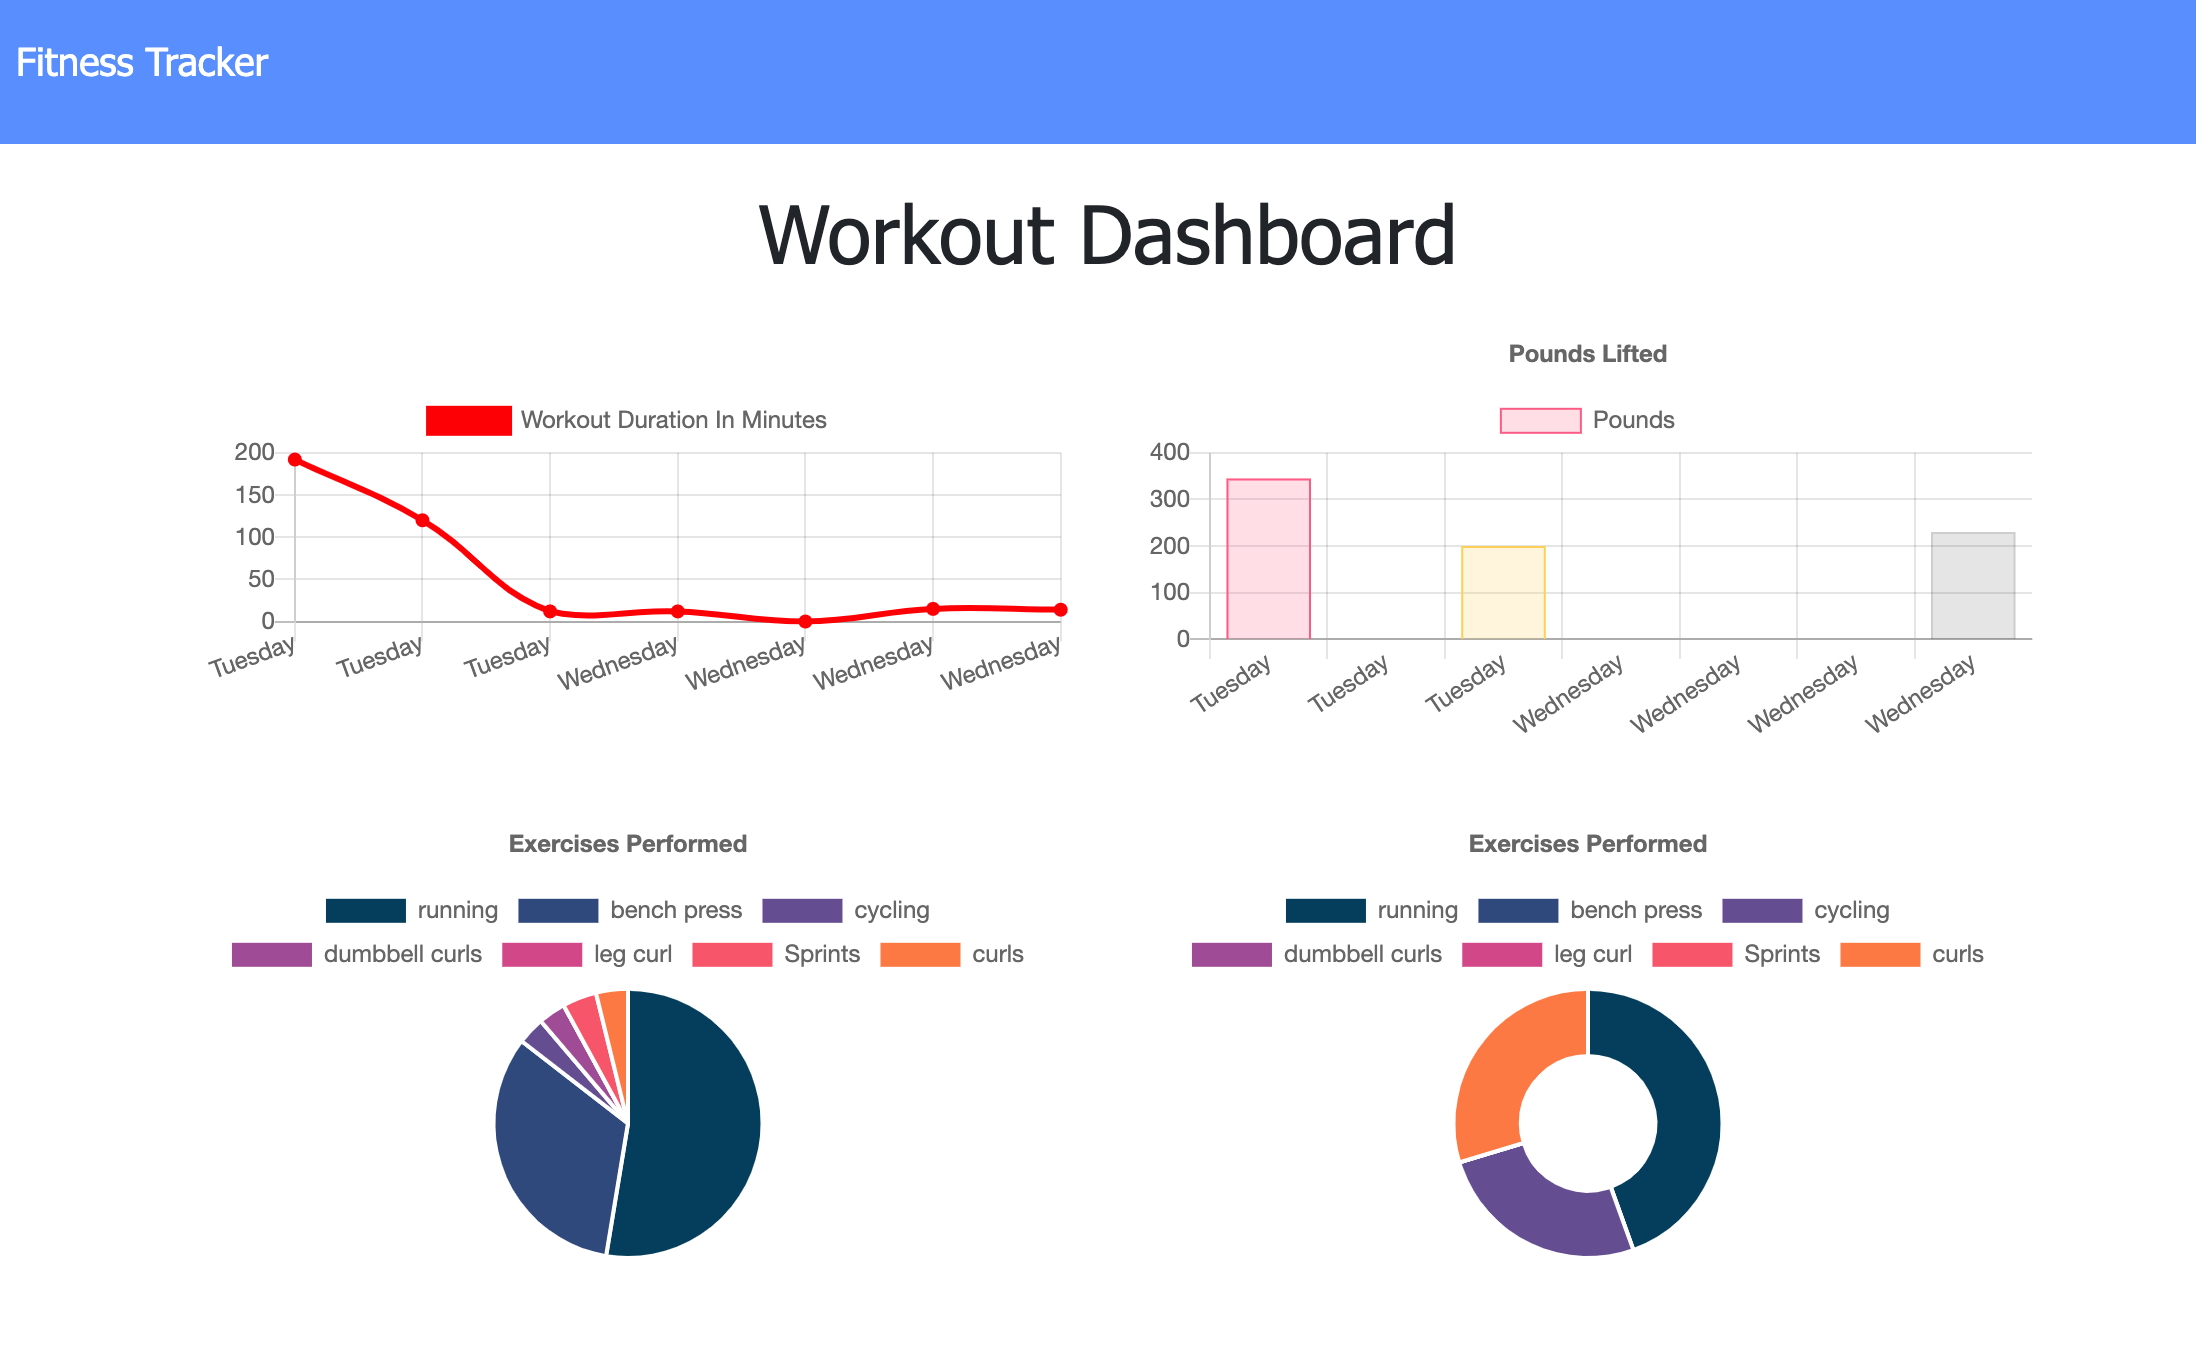 Fitness Tracker
Workout Dashboard
Workout Duration In Minutes
200
150
100
50
0
Tuesday Tuesday Tuesday Wednesday Wednesday Wednesday Wednesday
Pounds Lifted
Pounds
400
300
200
100
0
Tuesday Tuesday Tuesday Wednesday Wednesday Wednesday Wednesday
Exercises Performed
running bench press cycling
dumbbell curls leg curl Sprints curls
Exercises Performed
running bench press cycling
dumbbell curls leg curl Sprints curls